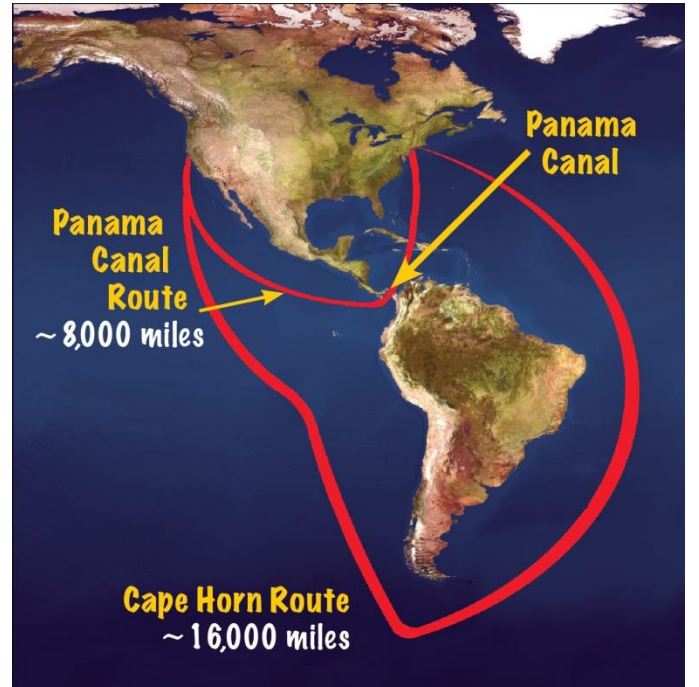 Panama
Canal
Panama
Canal
Route
~ 8,000 miles
Cape Horn Route
~ 16,000 miles